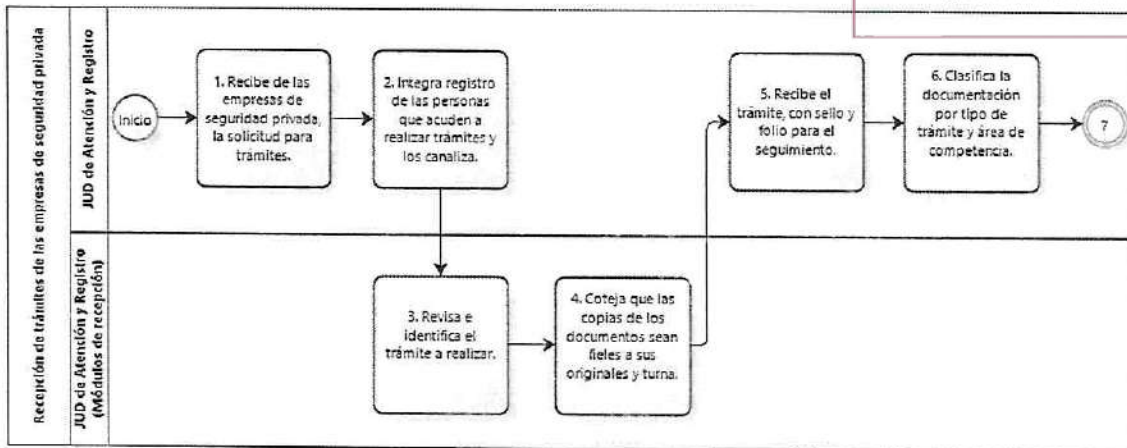 Recepción de trámites de las empresas de seguridad privada
JUD de Atención y Registro
Inicio
1. Recibe de las
empresas de
seguridad privada,
la solicitud para
trámites.
2. Integra registro
de las personas
que acuden a
realizar trámites y
los canaliza.
5. Recibe el
trámite, con sello y
folio para el
seguimiento.
6. Clasifica la
documentación
por tipo de
trámite y área de
competencia.
7
JUD de Atención y Registro
(Módulos de recepción)
3. Revisa e
identifica el
trámite a realizar.
4. Coteja que las
copias de los
documentos sean
fieles a sus
originales y turna.